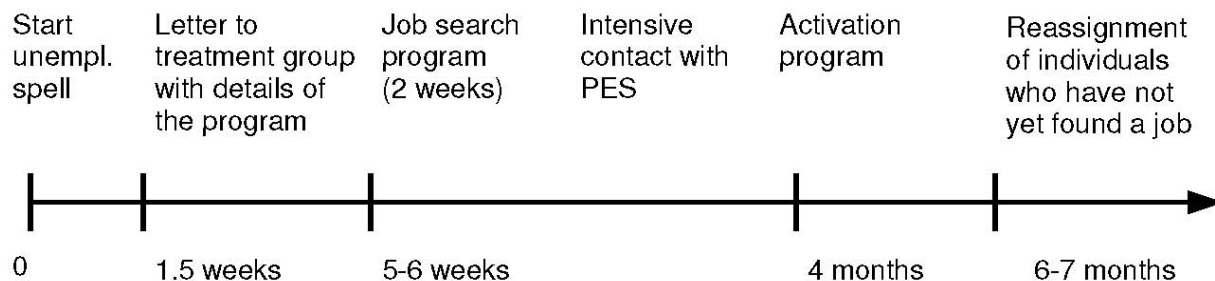 Start
unempl.
spell
Letter to
treatment group
with details of
the program
Job search
program
(2 weeks)
Intensive
contact with
PES
Activation
program
Reassignment
of individuals
who have not
yet found a job
0
1.5 weeks
5-6 weeks
4 months
6-7 months